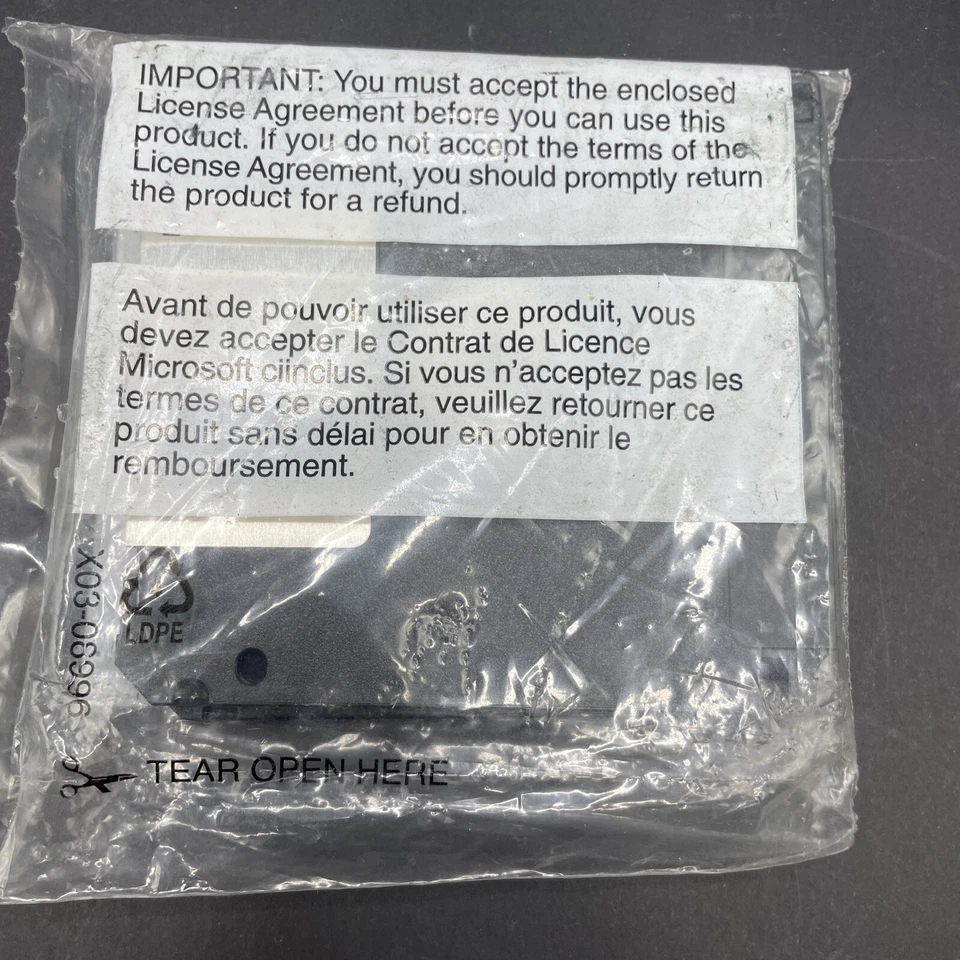 IMPORTANT: You must accept the enclosed
License Agreement before you can use this
product. If you do not accept the terms of the
License Agreement, you should promptly return
the product for a refund.
Avant de pouvoir utiliser ce produit, vous
devez accepter le Contrat de Licence
Microsoft ciinclus. Si vous n'acceptez pas les
termes de ce contrat, veuillez retourner ce
produit sans délai pour en obtenir le
remboursement.
X03-08996
LDPE
TEAR OPEN HERE